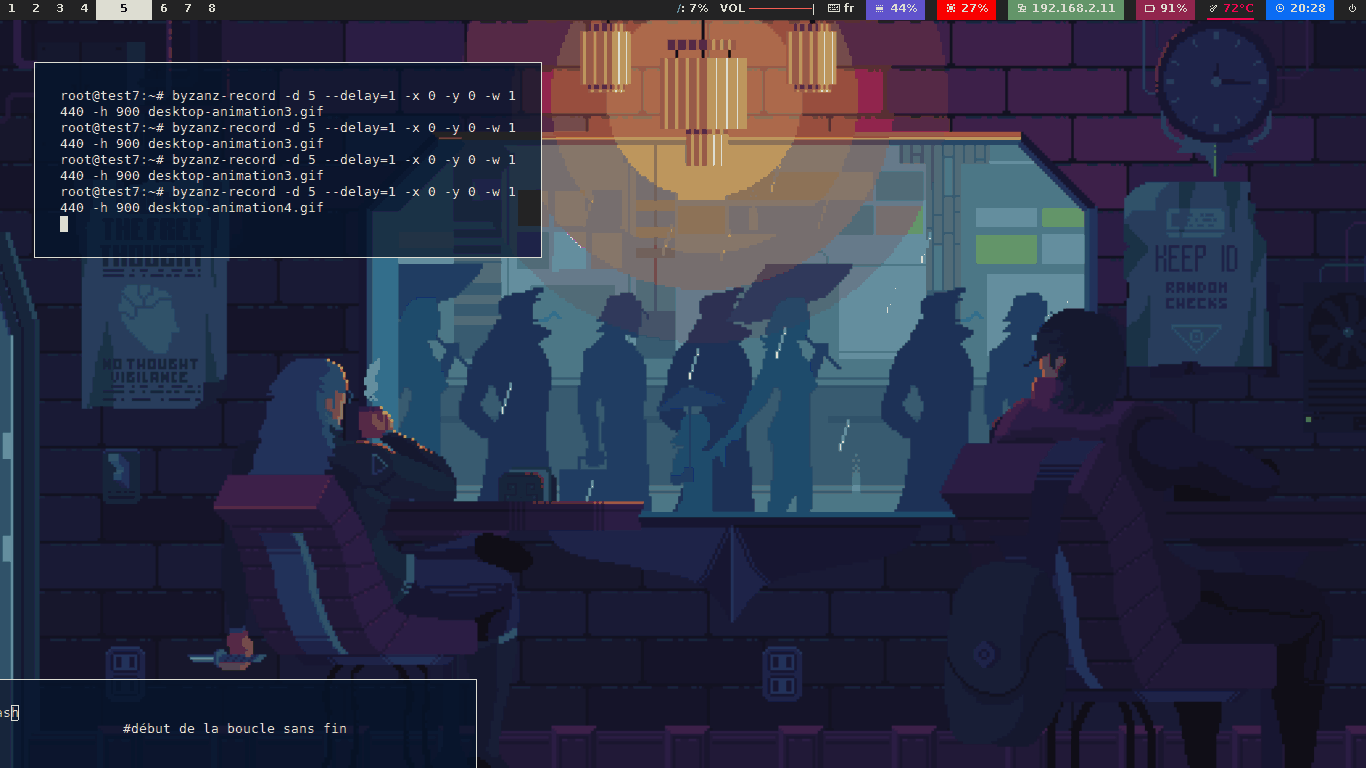 1 2 3 4 5 6 7 8 /: 7% VOL fr 44% 27% 192.168.2.11 91% 72°C 20:28
root@test7:~# byzanz-record -d 5 --delay=1 -x 0 -y 0 -w 1
440 -h 900 desktop-animation3.gif
root@test7:~# byzanz-record -d 5 --delay=1 -x 0 -y 0 -w 1
440 -h 900 desktop-animation3.gif
root@test7:~# byzanz-record -d 5 --delay=1 -x 0 -y 0 -w 1
440 -h 900 desktop-animation3.gif
root@test7:~# byzanz-record -d 5 --delay=1 -x 0 -y 0 -w 1
440 -h 900 desktop-animation4.gif
THE FREE
THOUGHT
NO THOUGHT
VIGILANCE
KEEP ID
RANDOM
CHECKS
ash
#début de la boucle sans fin